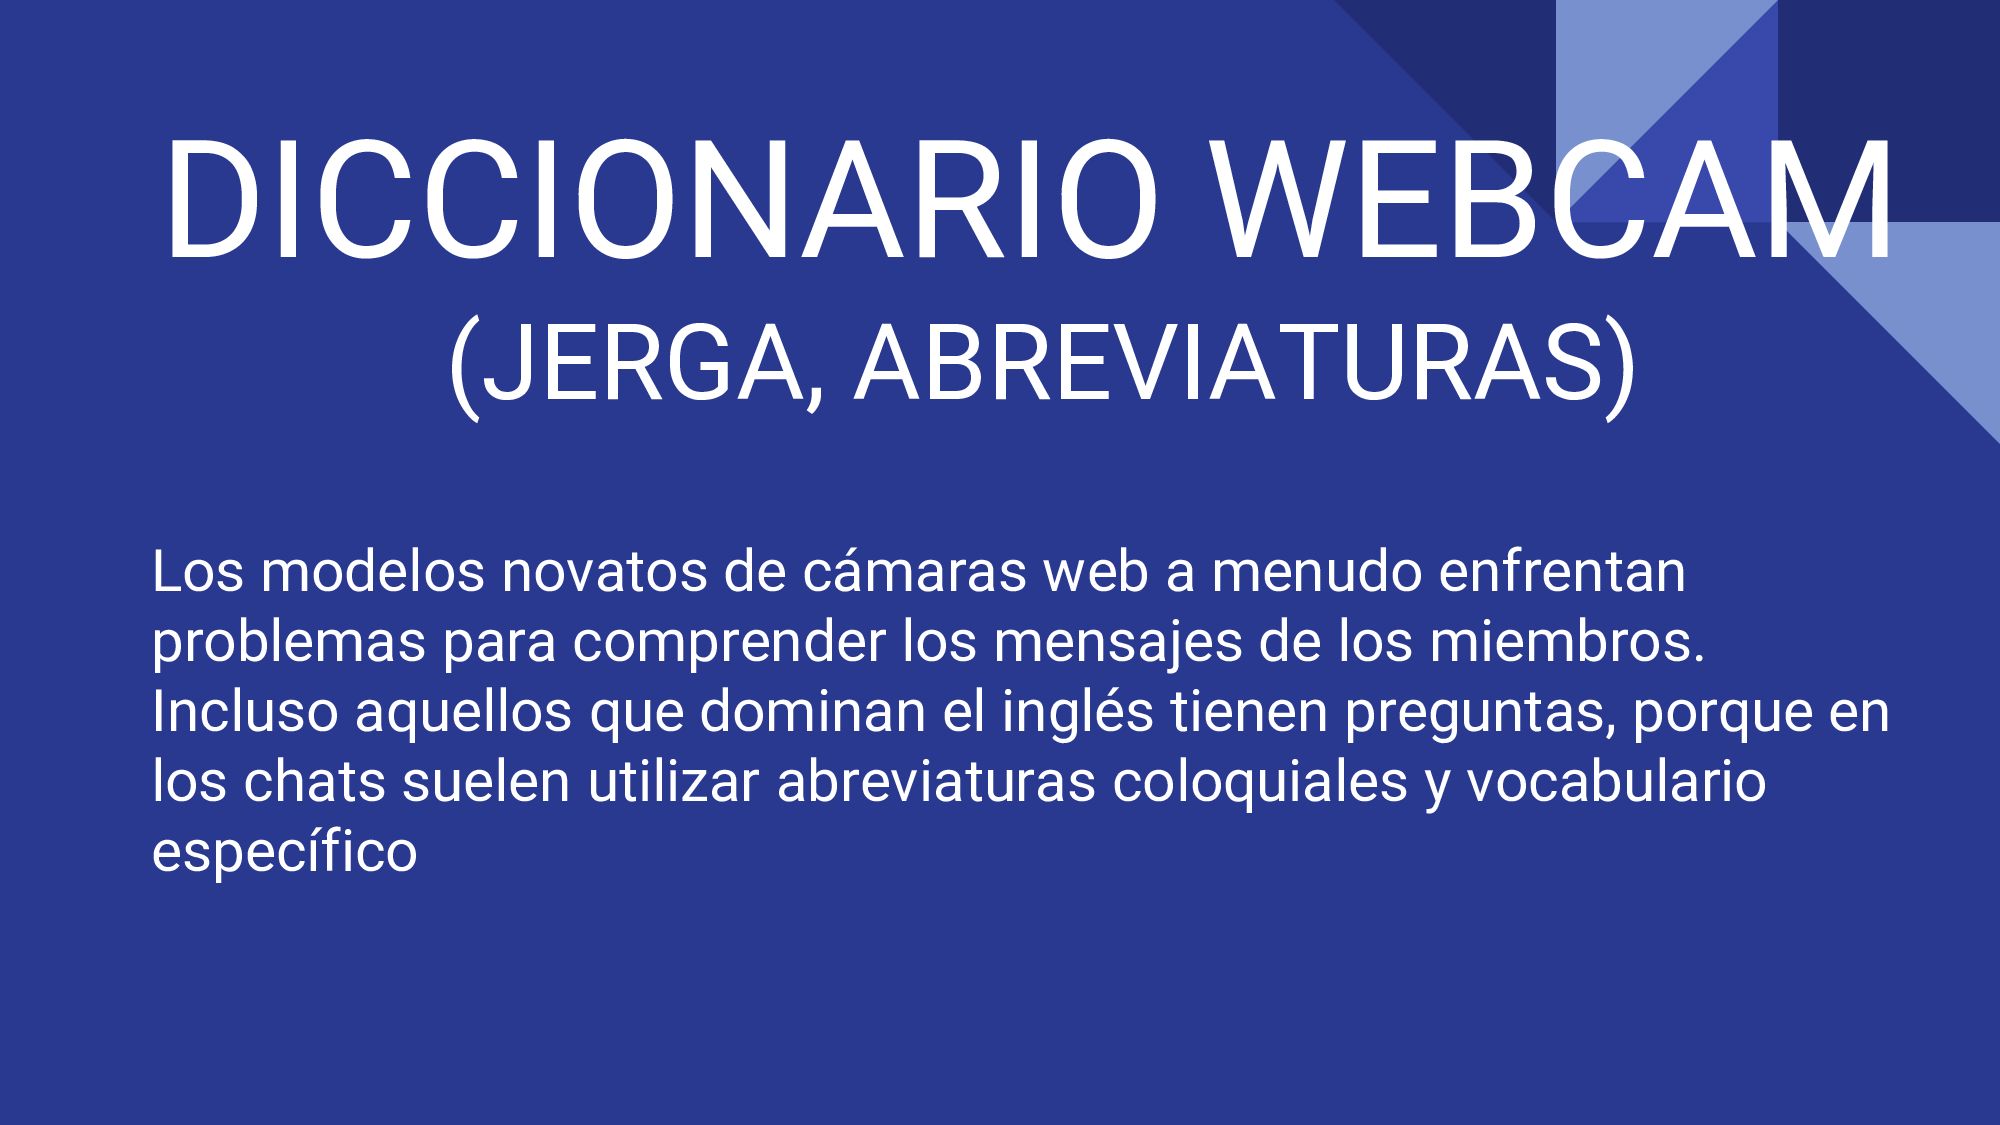 DICCIONARIO WEBCAM
(JERGA, ABREVIATURAS)
Los modelos novatos de cámaras web a menudo enfrentan
problemas para comprender los mensajes de los miembros.
Incluso aquellos que dominan el inglés tienen preguntas, porque en
los chats suelen utilizar abreviaturas coloquiales y vocabulario
específico